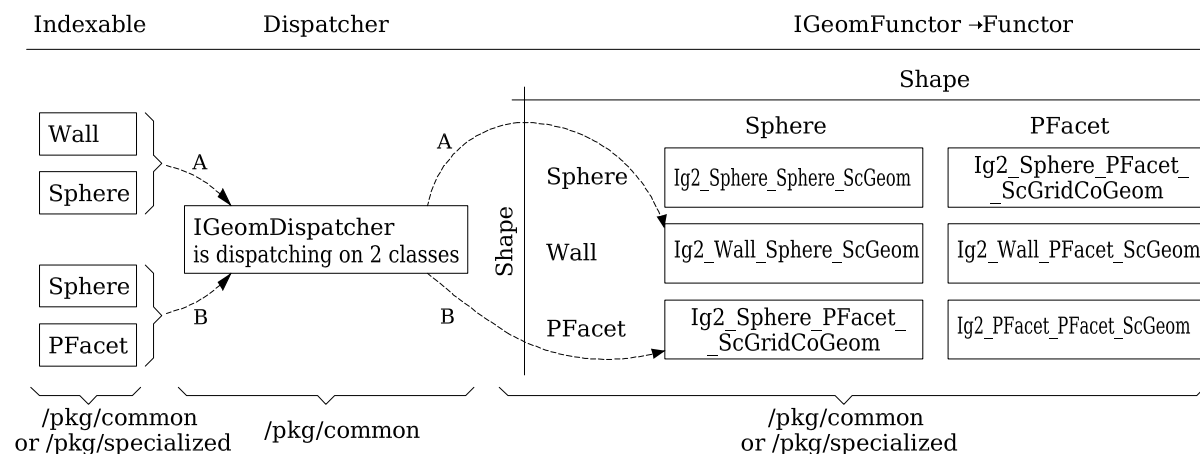 Indexable
Dispatcher
IGeomFunctor →Functor
Shape
Sphere
PFacet
Wall
Sphere
A
A
Sphere
Ig2_Sphere_Sphere_ScGeom
Ig2_Sphere_PFacet_
_ScGridCoGeom
IGeomDispatcher
is dispatching on 2 classes
Shape
Wall
Ig2_Wall_Sphere_ScGeom
Ig2_Wall_PFacet_ScGeom
Sphere
PFacet
B
B
PFacet
Ig2_Sphere_PFacet_
_ScGridCoGeom
Ig2_PFacet_PFacet_ScGeom
/pkg/common
or /pkg/specialized
/pkg/common
/pkg/common
or /pkg/specialized